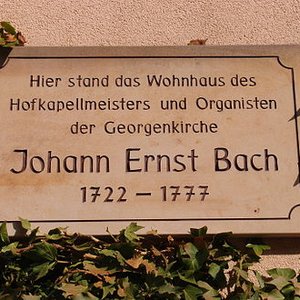 Hier stand das Wohnhaus des
Hofkapellmeisters und Organisten
der Georgenkirche
Johann Ernst Bach
1722 – 1777